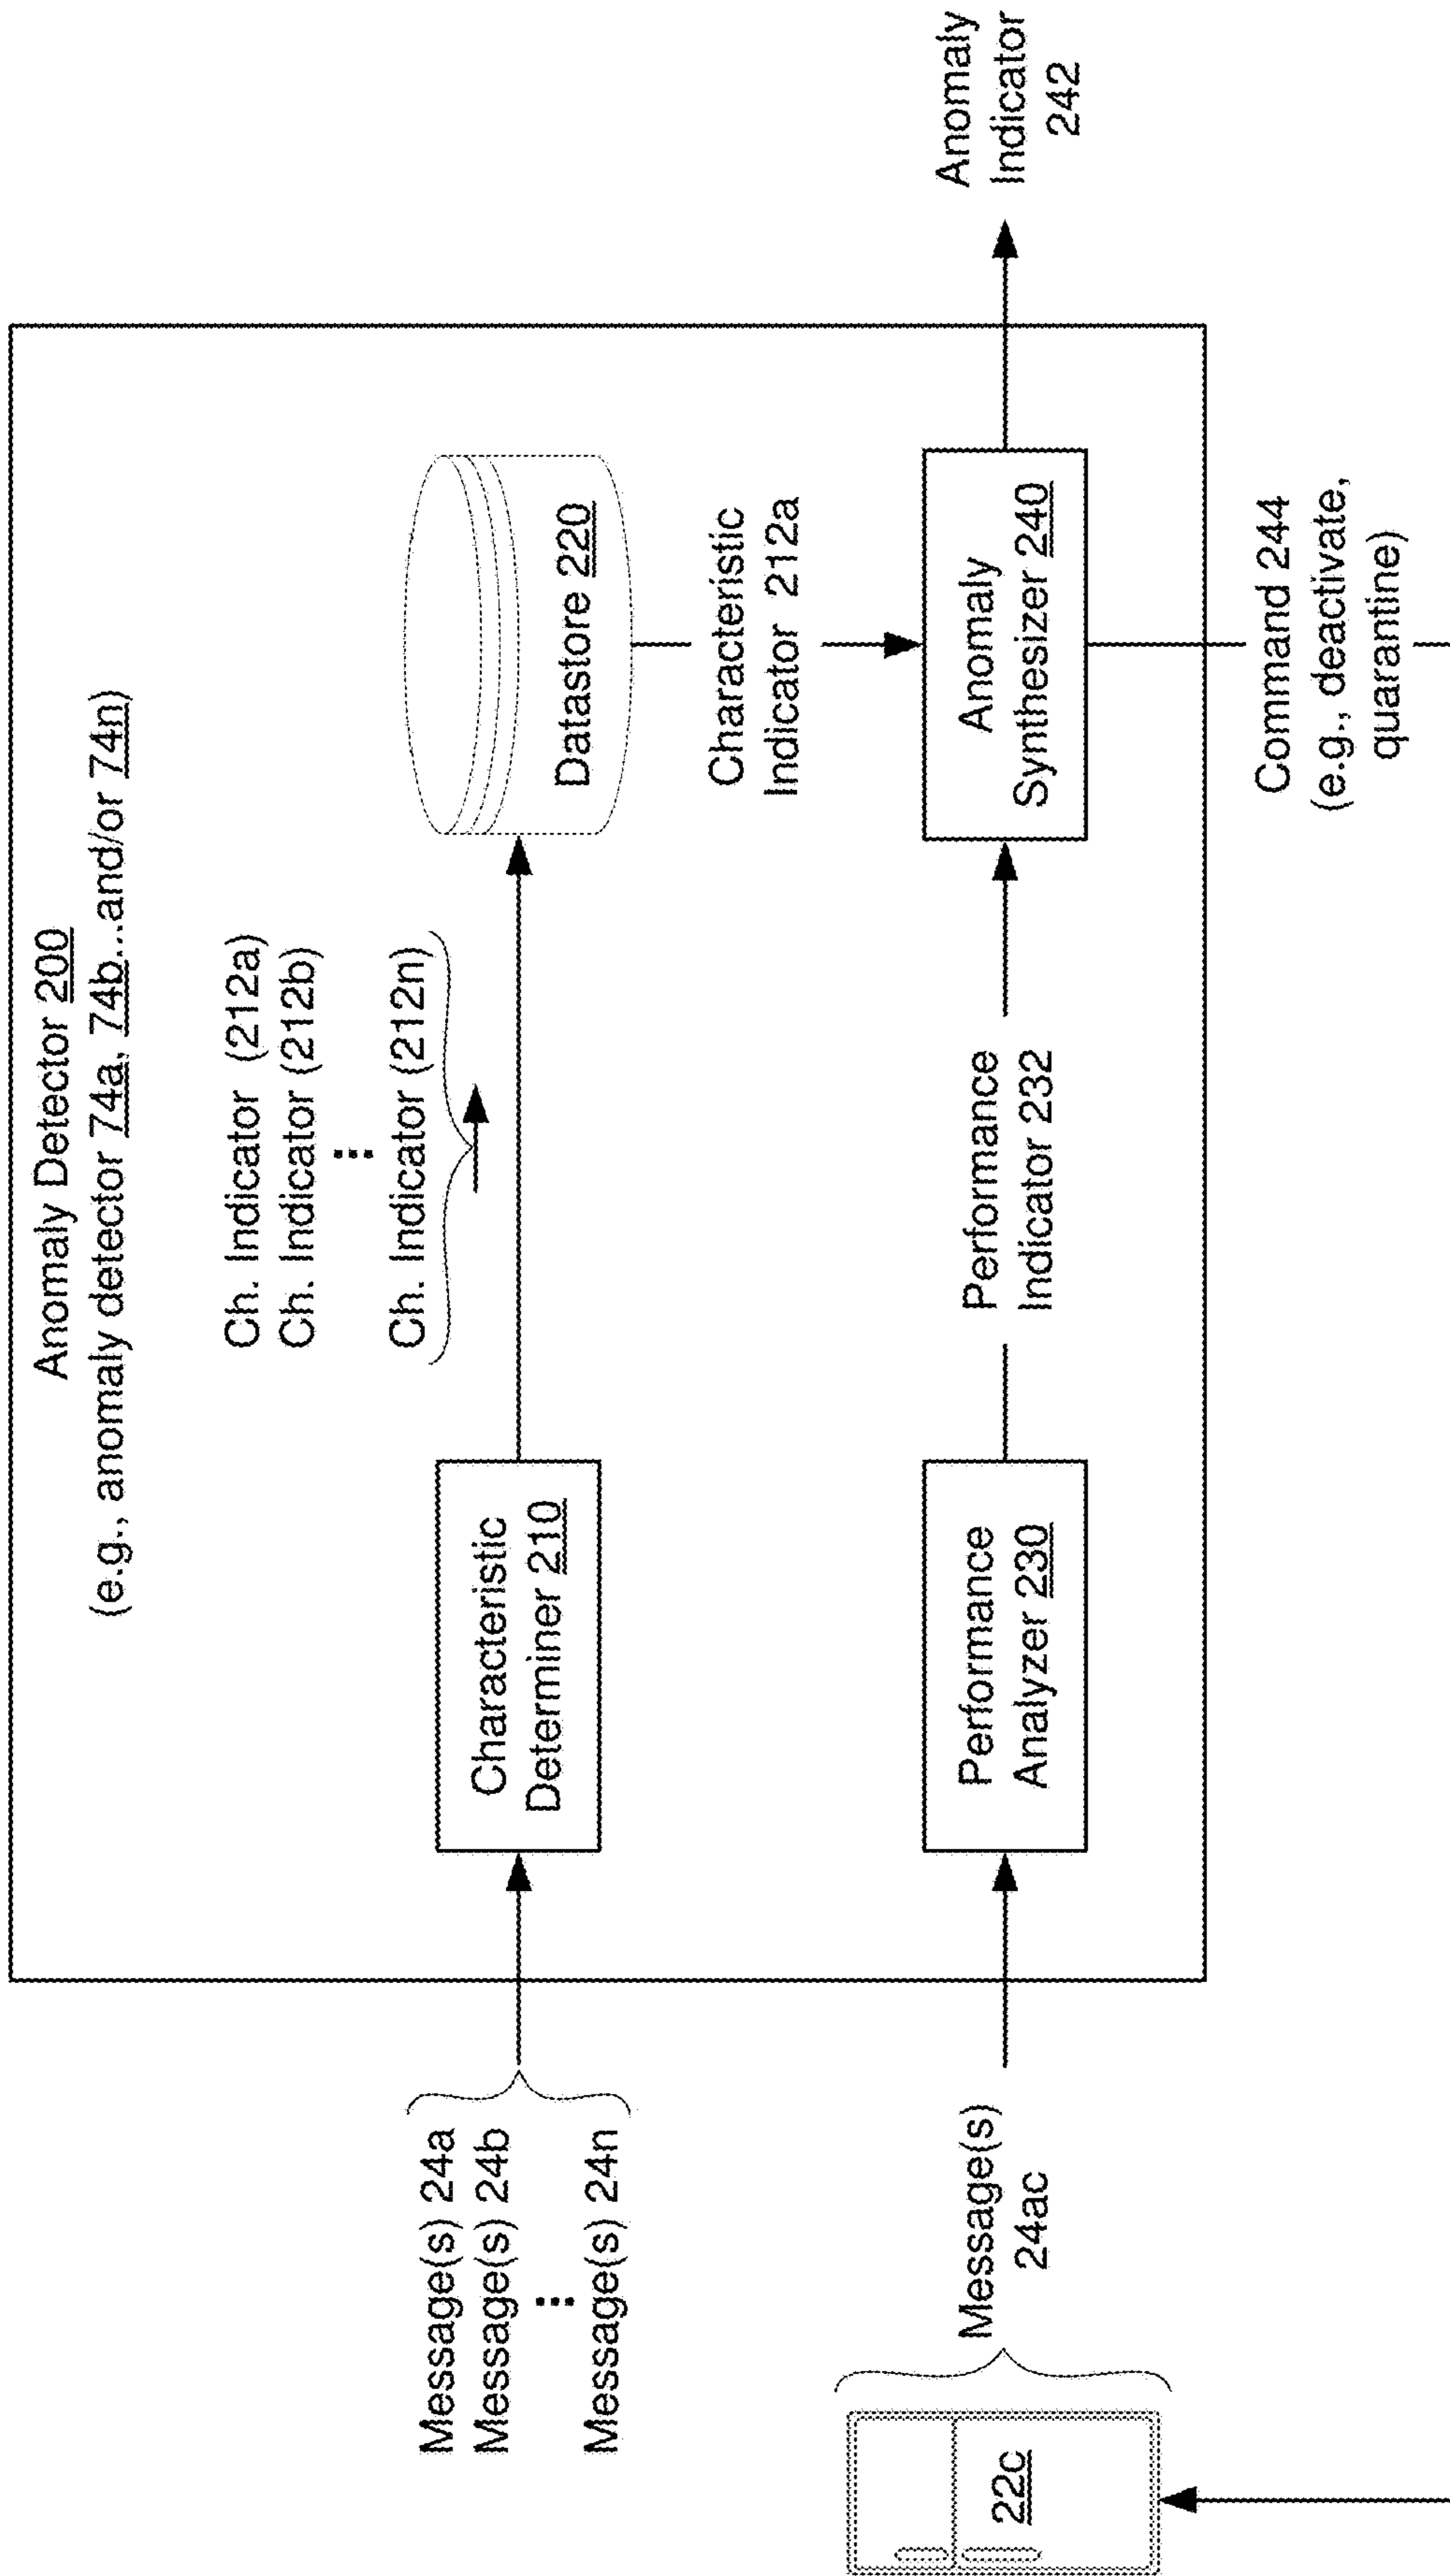 Anomaly Detector 200
(e.g., anomaly detector 74a, 74b...and/or 74n)
Message(s) 24a
Message(s) 24b
⋮
Message(s) 24n
Characteristic
Determiner 210
Ch. Indicator (212a)
Ch. Indicator (212b)
⋮
Ch. Indicator (212n)
Datastore 220
Characteristic
Indicator 212a
22c
Message(s)
24ac
Performance
Analyzer 230
Performance
Indicator 232
Anomaly
Synthesizer 240
Anomaly
Indicator
242
Command 244
(e.g., deactivate,
quarantine)